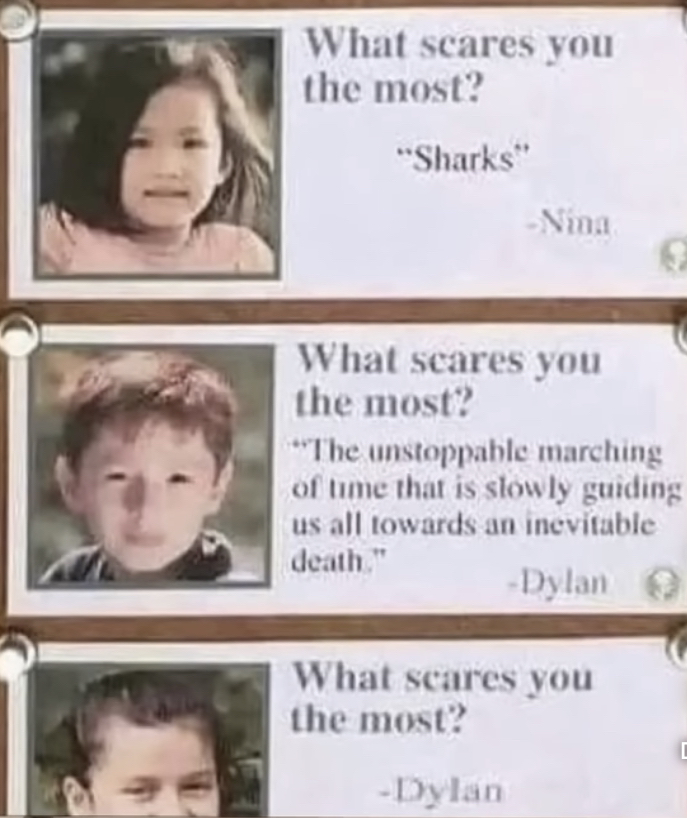 What scares you
the most?
“Sharks”
-Nina
What scares you
the most?
“The unstoppable marching
of time that is slowly guiding
us all towards an inevitable
death.”
-Dylan
What scares you
the most?
-Dylan